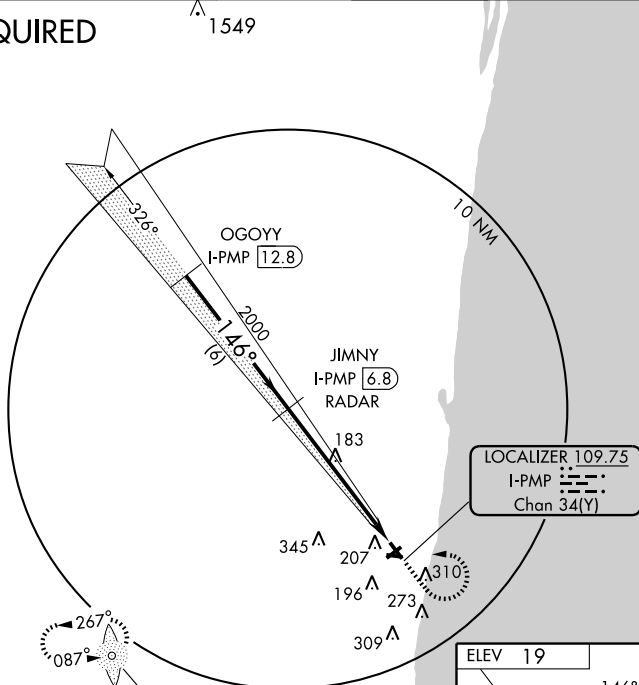 QUIRED
1549
10 NM
326°
OGOYY
I-PMP 12.8
2000
146°
(6)
JIMNY
I-PMP 6.8
RADAR
183
LOCALIZER 109.75
I-PMP
Chan 34(Y)
345
207
310
196
273
309
267°
087°
ELEV 19